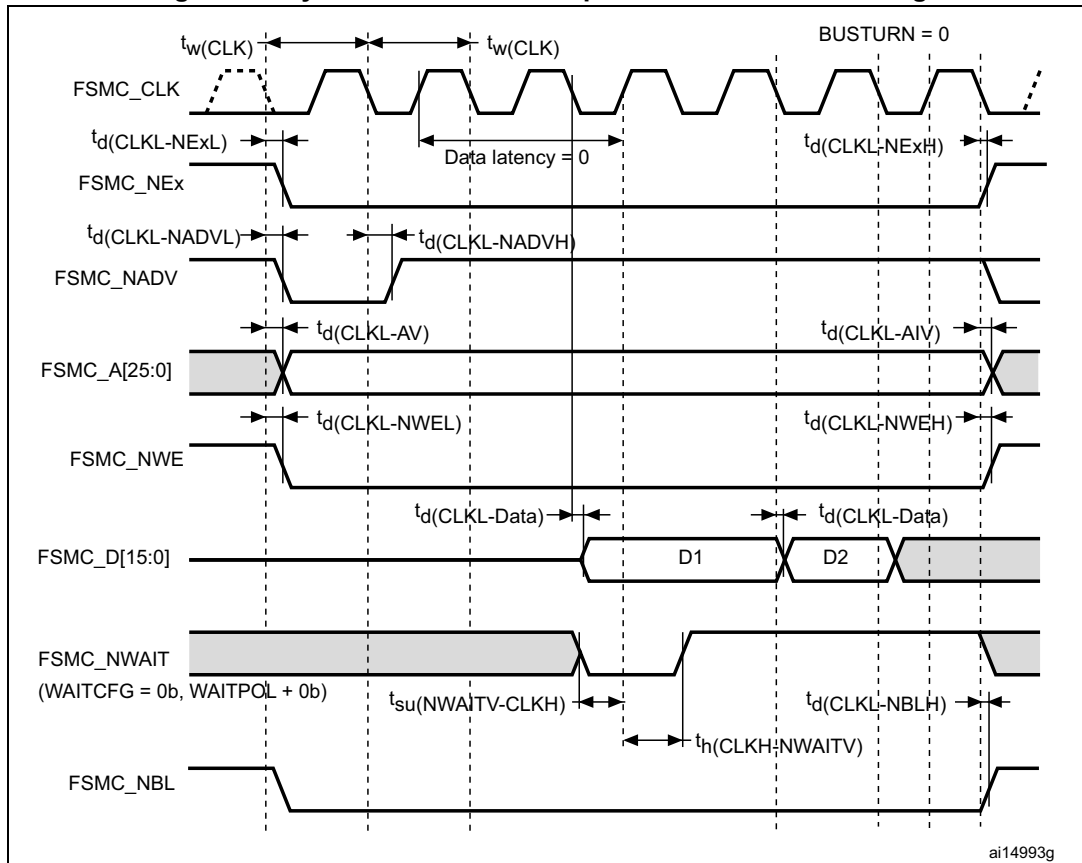 tw(CLK) tw(CLK) BUSTURN = 0
FSMC_CLK
td(CLKL-NExL) Data latency = 0 td(CLKL-NExH)
FSMC_NEx
td(CLKL-NADVL) td(CLKL-NADVH)
FSMC_NADV
td(CLKL-AV) td(CLKL-AIV)
FSMC_A[25:0]
td(CLKL-NWEL) td(CLKL-NWEH)
FSMC_NWE
td(CLKL-Data) td(CLKL-Data)
FSMC_D[15:0] D1 D2
FSMC_NWAIT
(WAITCFG = 0b, WAITPOL + 0b)
tsu(NWAITV-CLKH) td(CLKL-NBLH)
th(CLKH-NWAITV)
FSMC_NBL
ai14993g